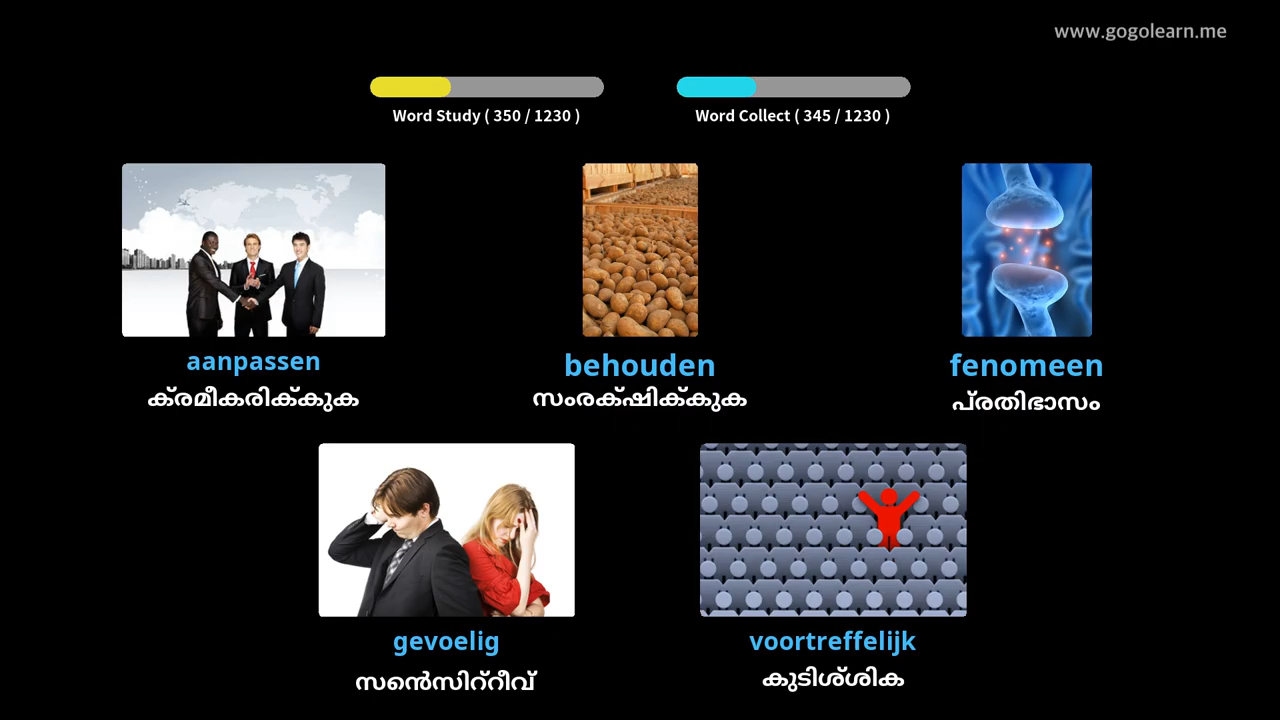 www.gogolearn.me
Word Study ( 350 / 1230 )
Word Collect ( 345 / 1230 )
aanpassen
ക്രമീകരിക്കുക
behouden
സംരക്ഷിക്കുക
fenomeen
പ്രതിഭാസം
gevoelig
സെൻസിറ്റീവ്
voortreffelijk
കുടിശ്ശിക